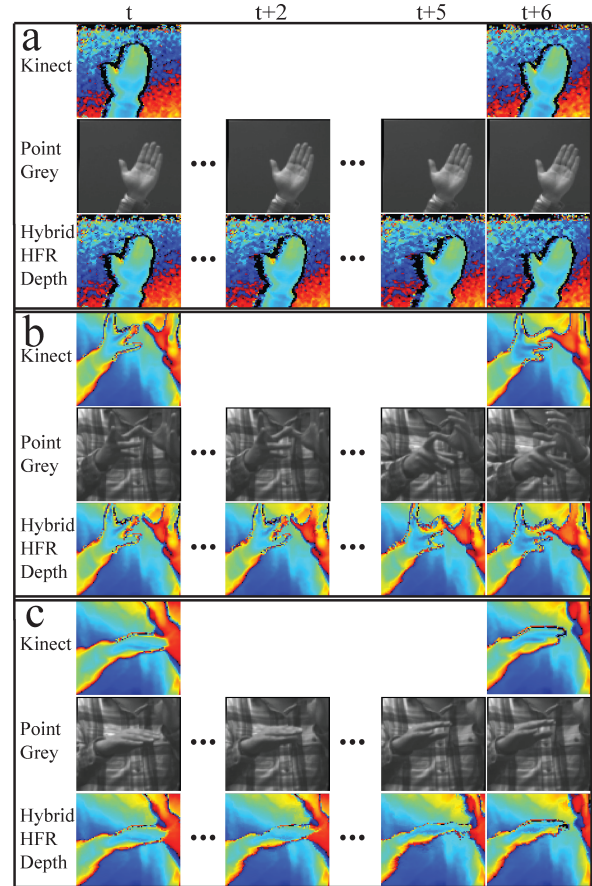 t t+2 t+5 t+6
a
Kinect
Point
Grey
Hybrid
HFR
Depth
b
Kinect
Point
Grey
Hybrid
HFR
Depth
c
Kinect
Point
Grey
Hybrid
HFR
Depth